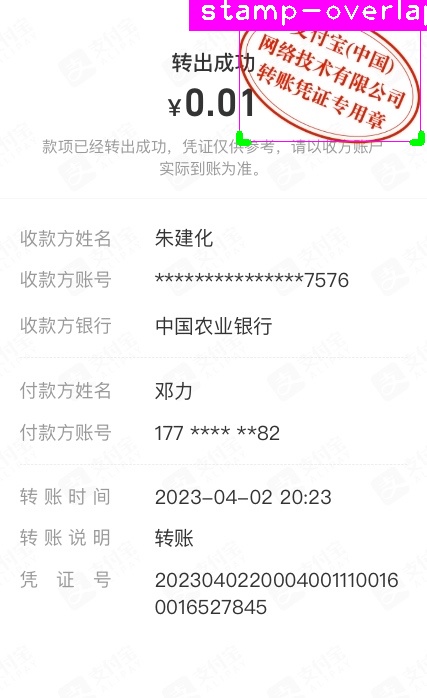 stamp-overlap
支付宝(中国)
网络技术有限公司
转账凭证专用章
转出成功
¥0.01
款项已经转出成功，凭证仅供参考，请以收方账户
实际到账为准。
收款方姓名 朱建化
收款方账号 ***************7576
收款方银行 中国农业银行
付款方姓名 邓力
付款方账号 177 **** **82
转账时间 2023-04-02 20:23
转账说明 转账
凭证号 2023040220004001110016
0016527845